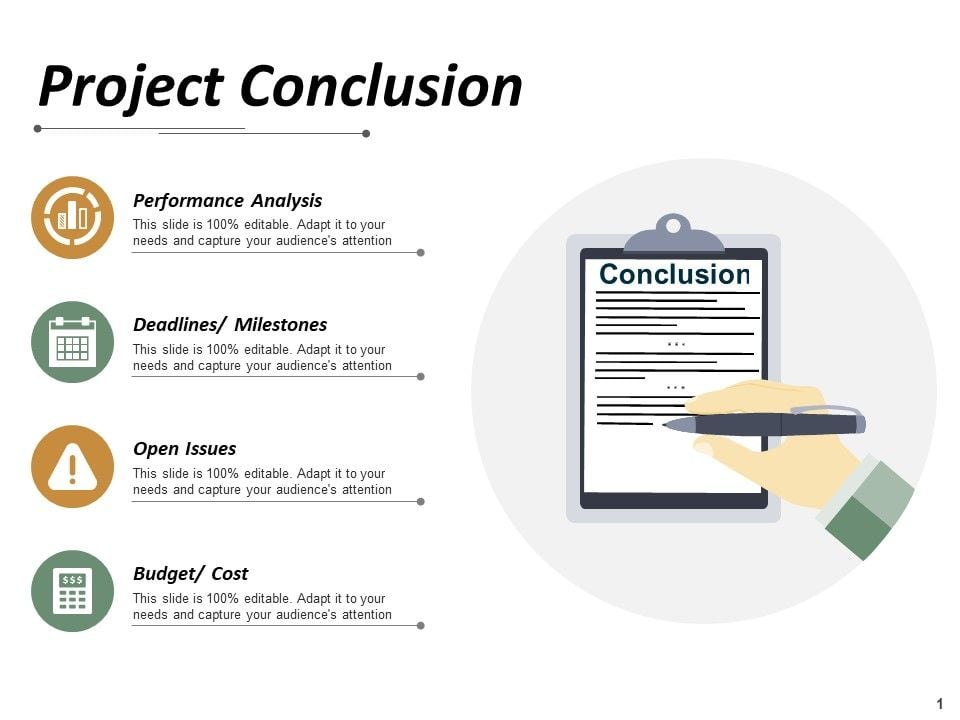 Project Conclusion
Performance Analysis
This slide is 100% editable. Adapt it to your
needs and capture your audience's attention
Deadlines/ Milestones
This slide is 100% editable. Adapt it to your
needs and capture your audience's attention
Open Issues
This slide is 100% editable. Adapt it to your
needs and capture your audience's attention
Budget/ Cost
$$$
This slide is 100% editable. Adapt it to your
needs and capture your audience's attention
Conclusion
...
...
1